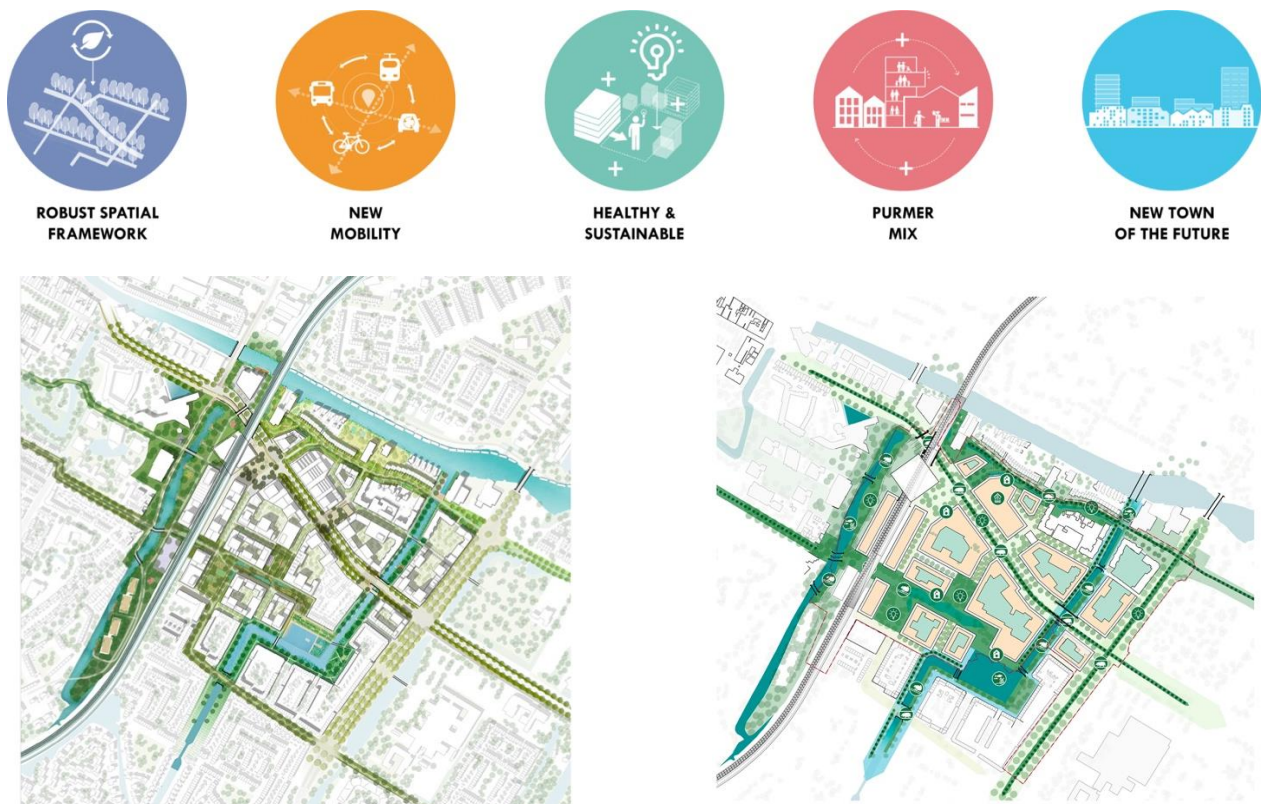 ROBUST SPATIAL
FRAMEWORK
NEW
MOBILITY
HEALTHY &
SUSTAINABLE
PURMER
MIX
NEW TOWN
OF THE FUTURE